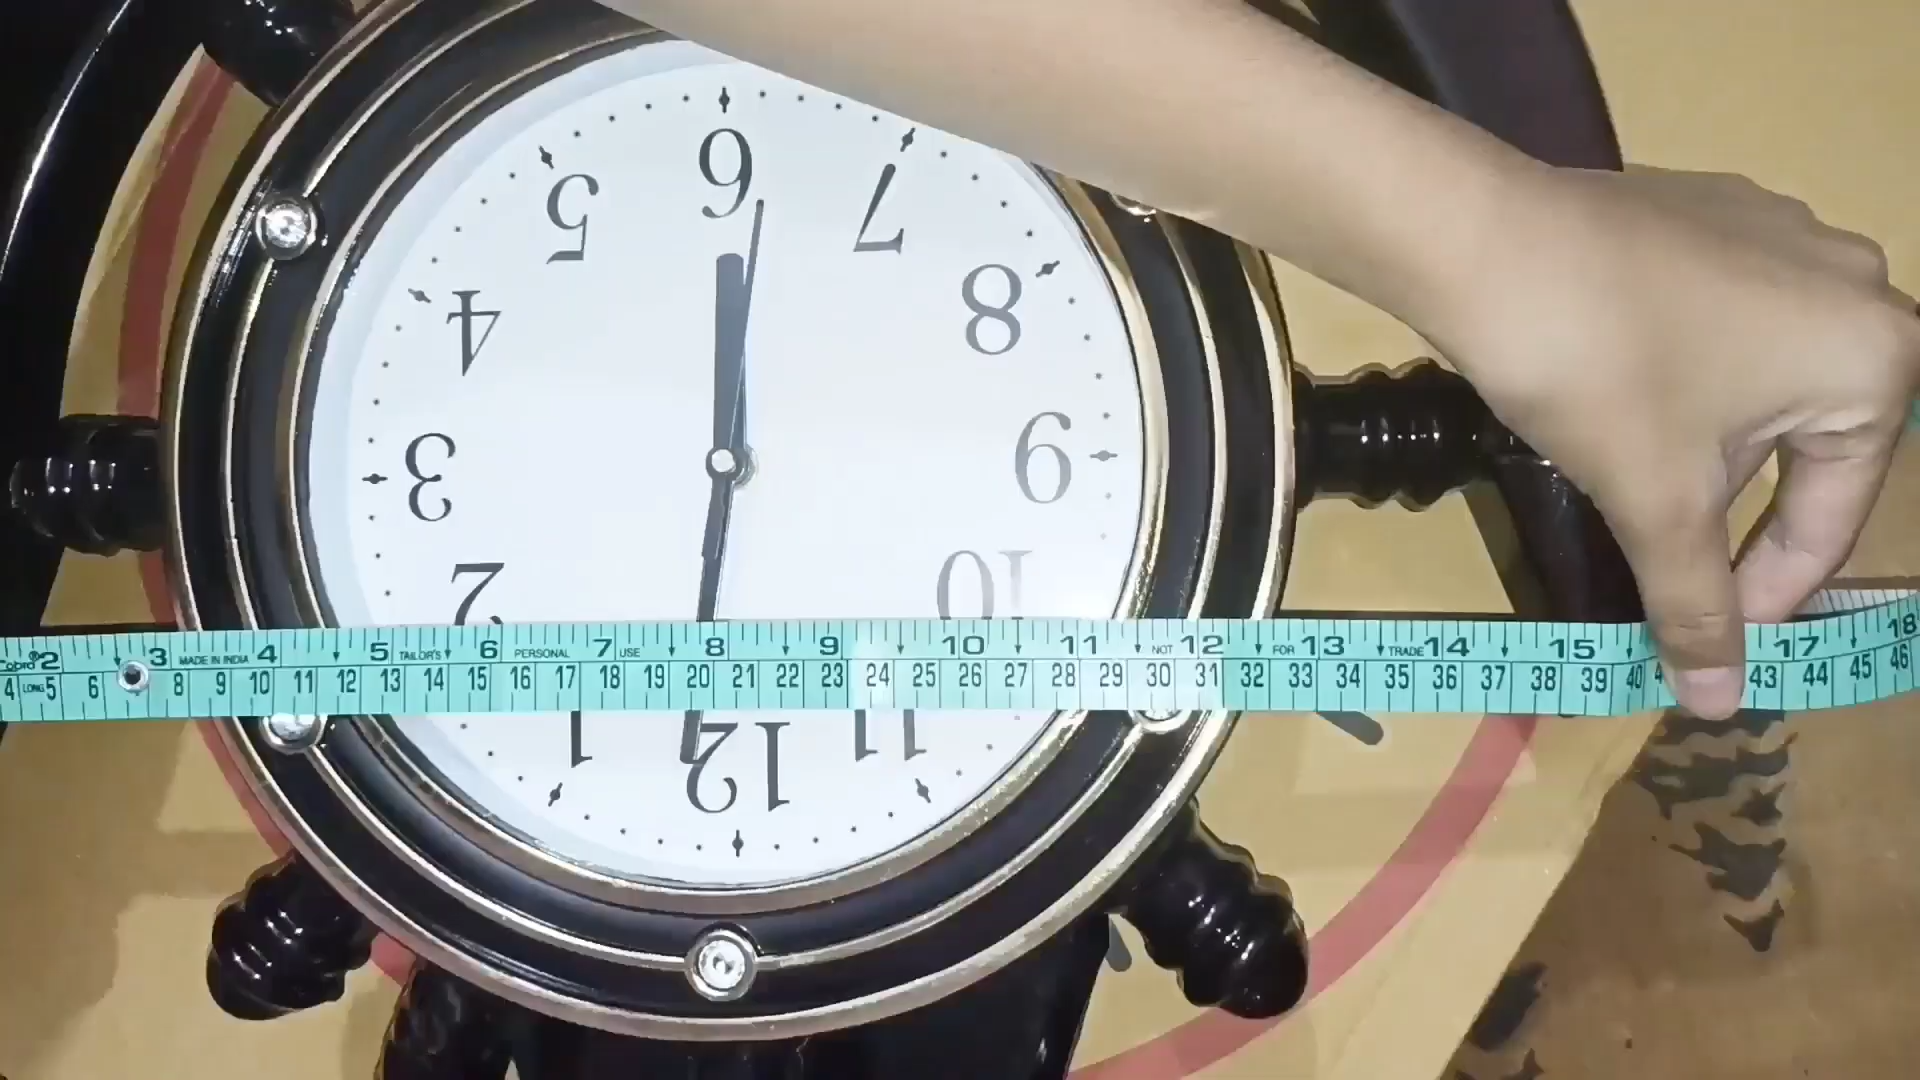 6
5 7
4 8
3 9
2 10
Cobra® 2 3 MADE IN INDIA 4 5 TAILOR'S 6 PERSONAL 7 USE 8 9 10 11 NOT 12 FOR 13 TRADE 14 15 17 18
4 LONG 5 6 8 9 10 11 12 13 14 15 16 17 18 19 20 21 22 23 24 25 26 27 28 29 30 31 32 33 34 35 36 37 38 39 40 43 44 45 46
1 12 11